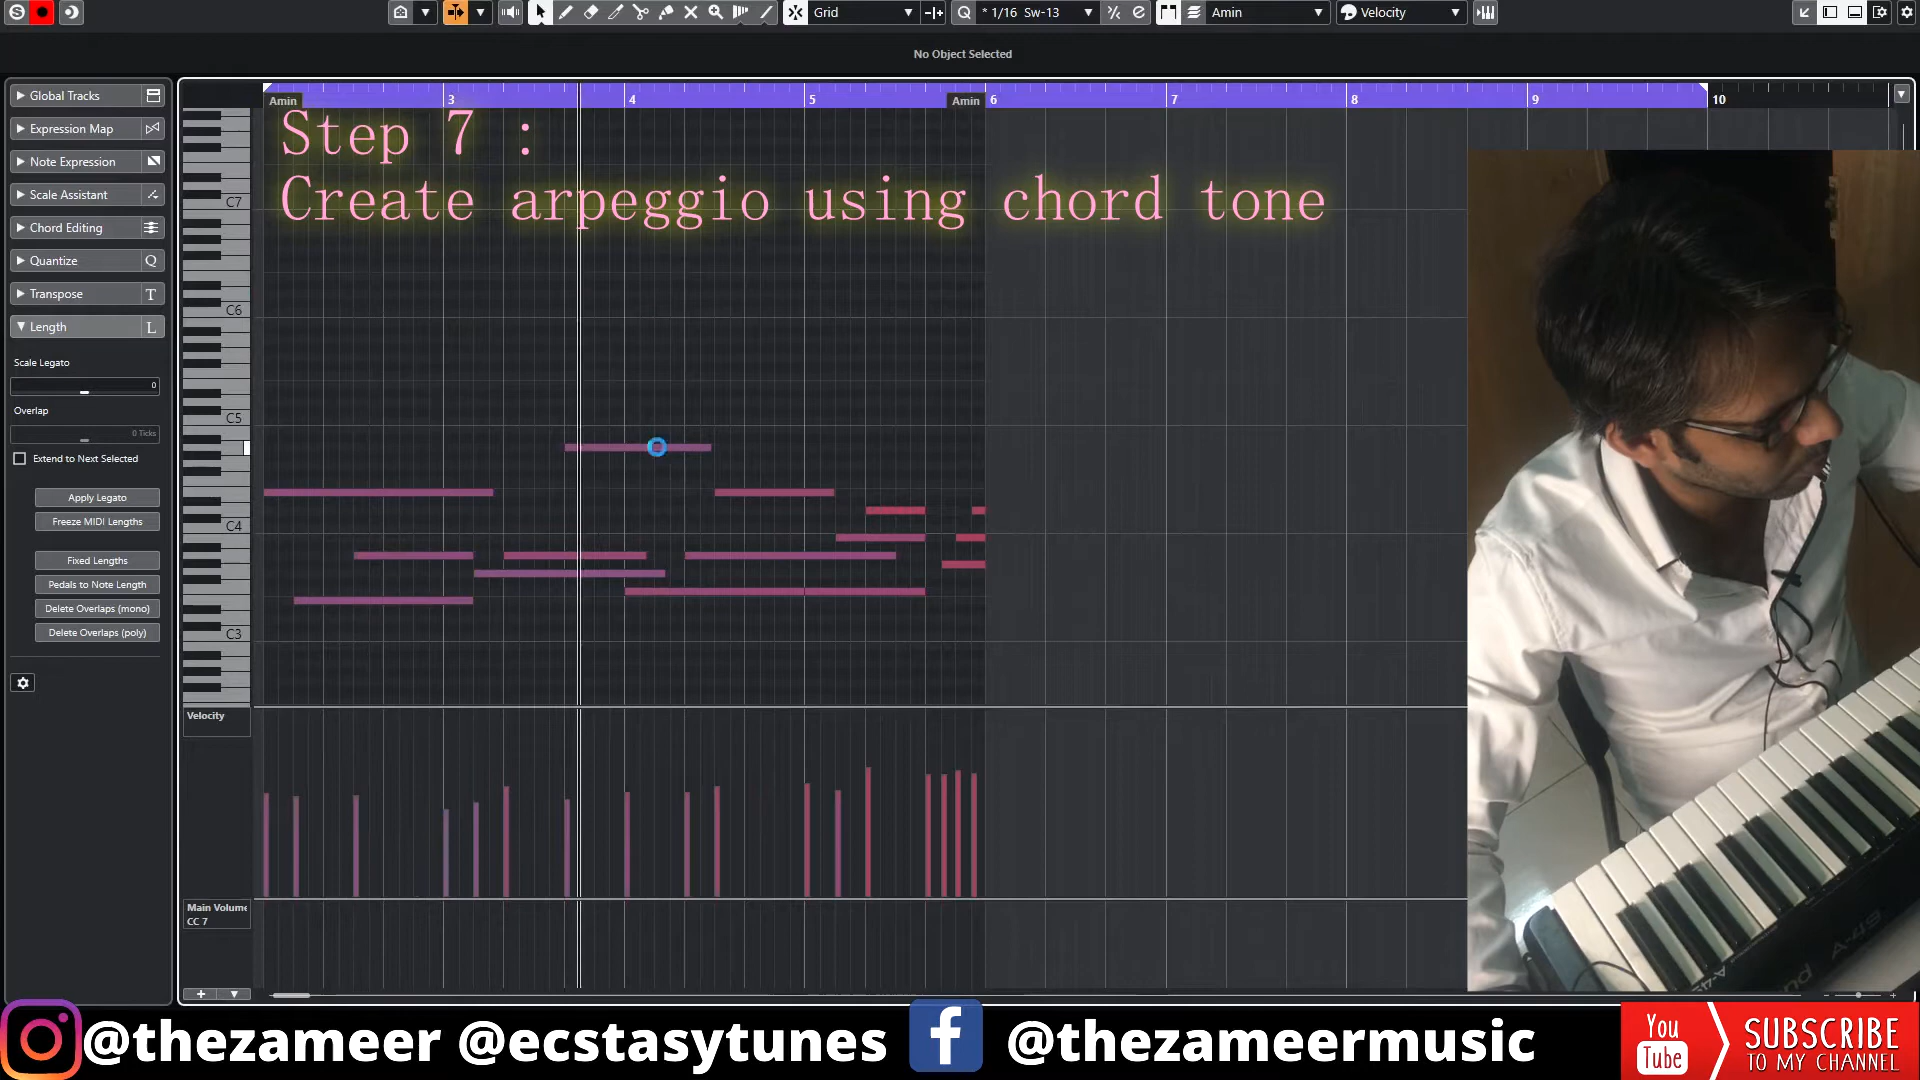 Grid
* 1/16 Sw-13
Amin
Velocity
No Object Selected
Global Tracks
Expression Map
Note Expression
Scale Assistant
Chord Editing
Quantize Q
Transpose T
Length L
Scale Legato
0
Overlap
0 Ticks
Extend to Next Selected
Apply Legato
Freeze MIDI Lengths
Fixed Lengths
Pedals to Note Length
Delete Overlaps (mono)
Delete Overlaps (poly)
Amin 3 4 5 Amin 6 7 8 9 10
Step 7 :
Create arpeggio using chord tone
C7
C6
C5
C4
C3
Velocity
Main Volume
CC 7
A-49
@thezameer @ecstasytunes
@thezameermusic
You
Tube
SUBSCRIBE
TO MY CHANNEL